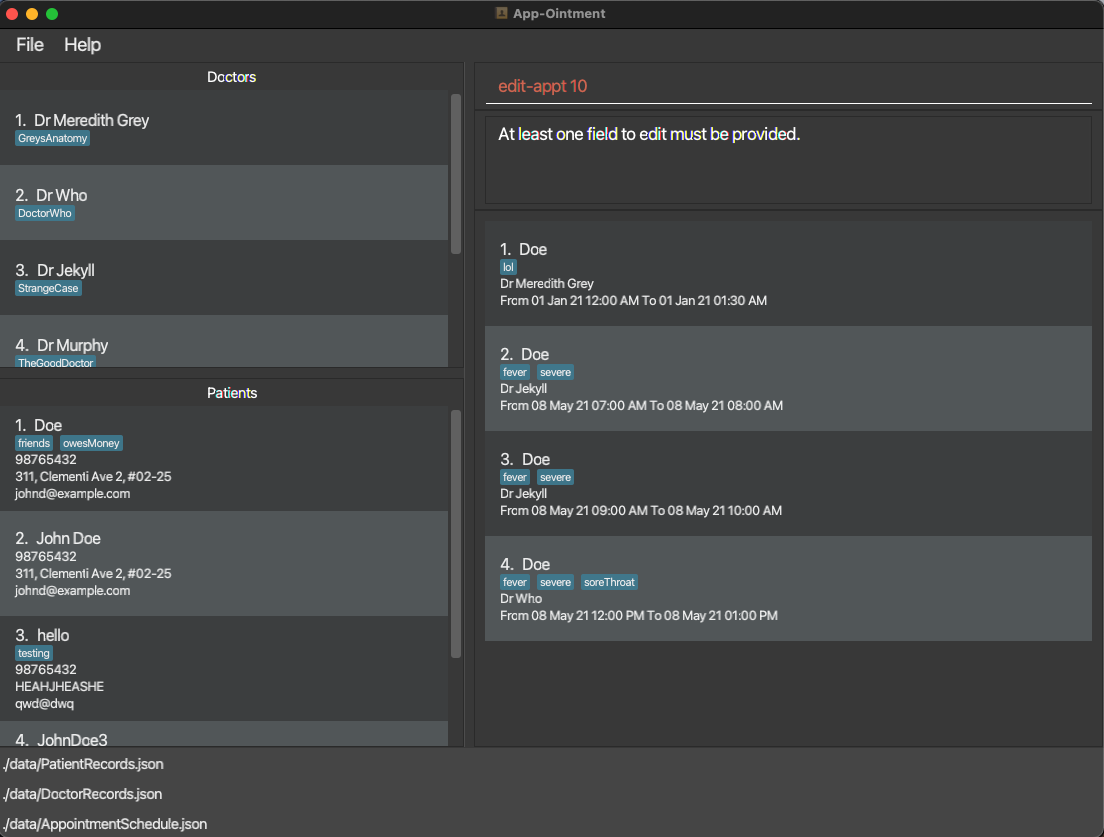 App-Ointment
File Help
Doctors
1. Dr Meredith Grey
GreysAnatomy
2. Dr Who
DoctorWho
3. Dr Jekyll
StrangeCase
4. Dr Murphy
TheGoodDoctor
Patients
1. Doe
friends owesMoney
98765432
311, Clementi Ave 2, #02-25
johnd@example.com
2. John Doe
98765432
311, Clementi Ave 2, #02-25
johnd@example.com
3. hello
testing
98765432
HEAHJHEASHE
qwd@dwq
4. JohnDoe3
edit-appt 10
At least one field to edit must be provided.
1. Doe
lol
Dr Meredith Grey
From 01 Jan 21 12:00 AM To 01 Jan 21 01:30 AM
2. Doe
fever severe
Dr Jekyll
From 08 May 21 07:00 AM To 08 May 21 08:00 AM
3. Doe
fever severe
Dr Jekyll
From 08 May 21 09:00 AM To 08 May 21 10:00 AM
4. Doe
fever severe soreThroat
Dr Who
From 08 May 21 12:00 PM To 08 May 21 01:00 PM
./data/PatientRecords.json
./data/DoctorRecords.json
./data/AppointmentSchedule.json